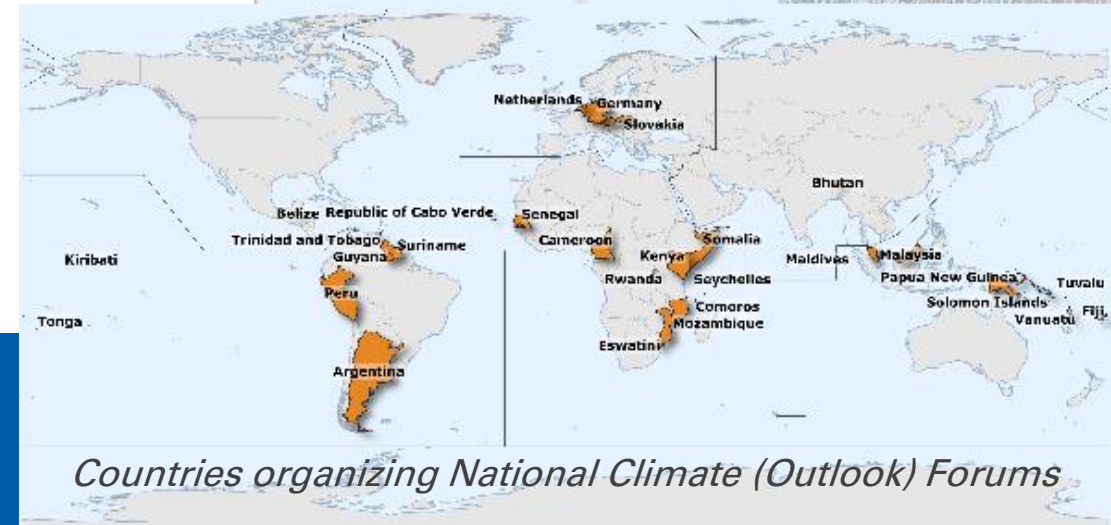 Netherlands
Germany
Slovakia
Bhutan
Belize
Republic of Cabo Verde
Senegal
Trinidad and Tobago
Suriname
Cameroon
Somalia
Kiribati
Guyana
Kenya
Maldives
Malaysia
Rwanda
Seychelles
Papua New Guinea
Tuvalu
Peru
Comoros
Solomon Islands
Tonga
Mozambique
Vanuatu
Fiji
Eswatini
Argentina
Countries organizing National Climate (Outlook) Forums